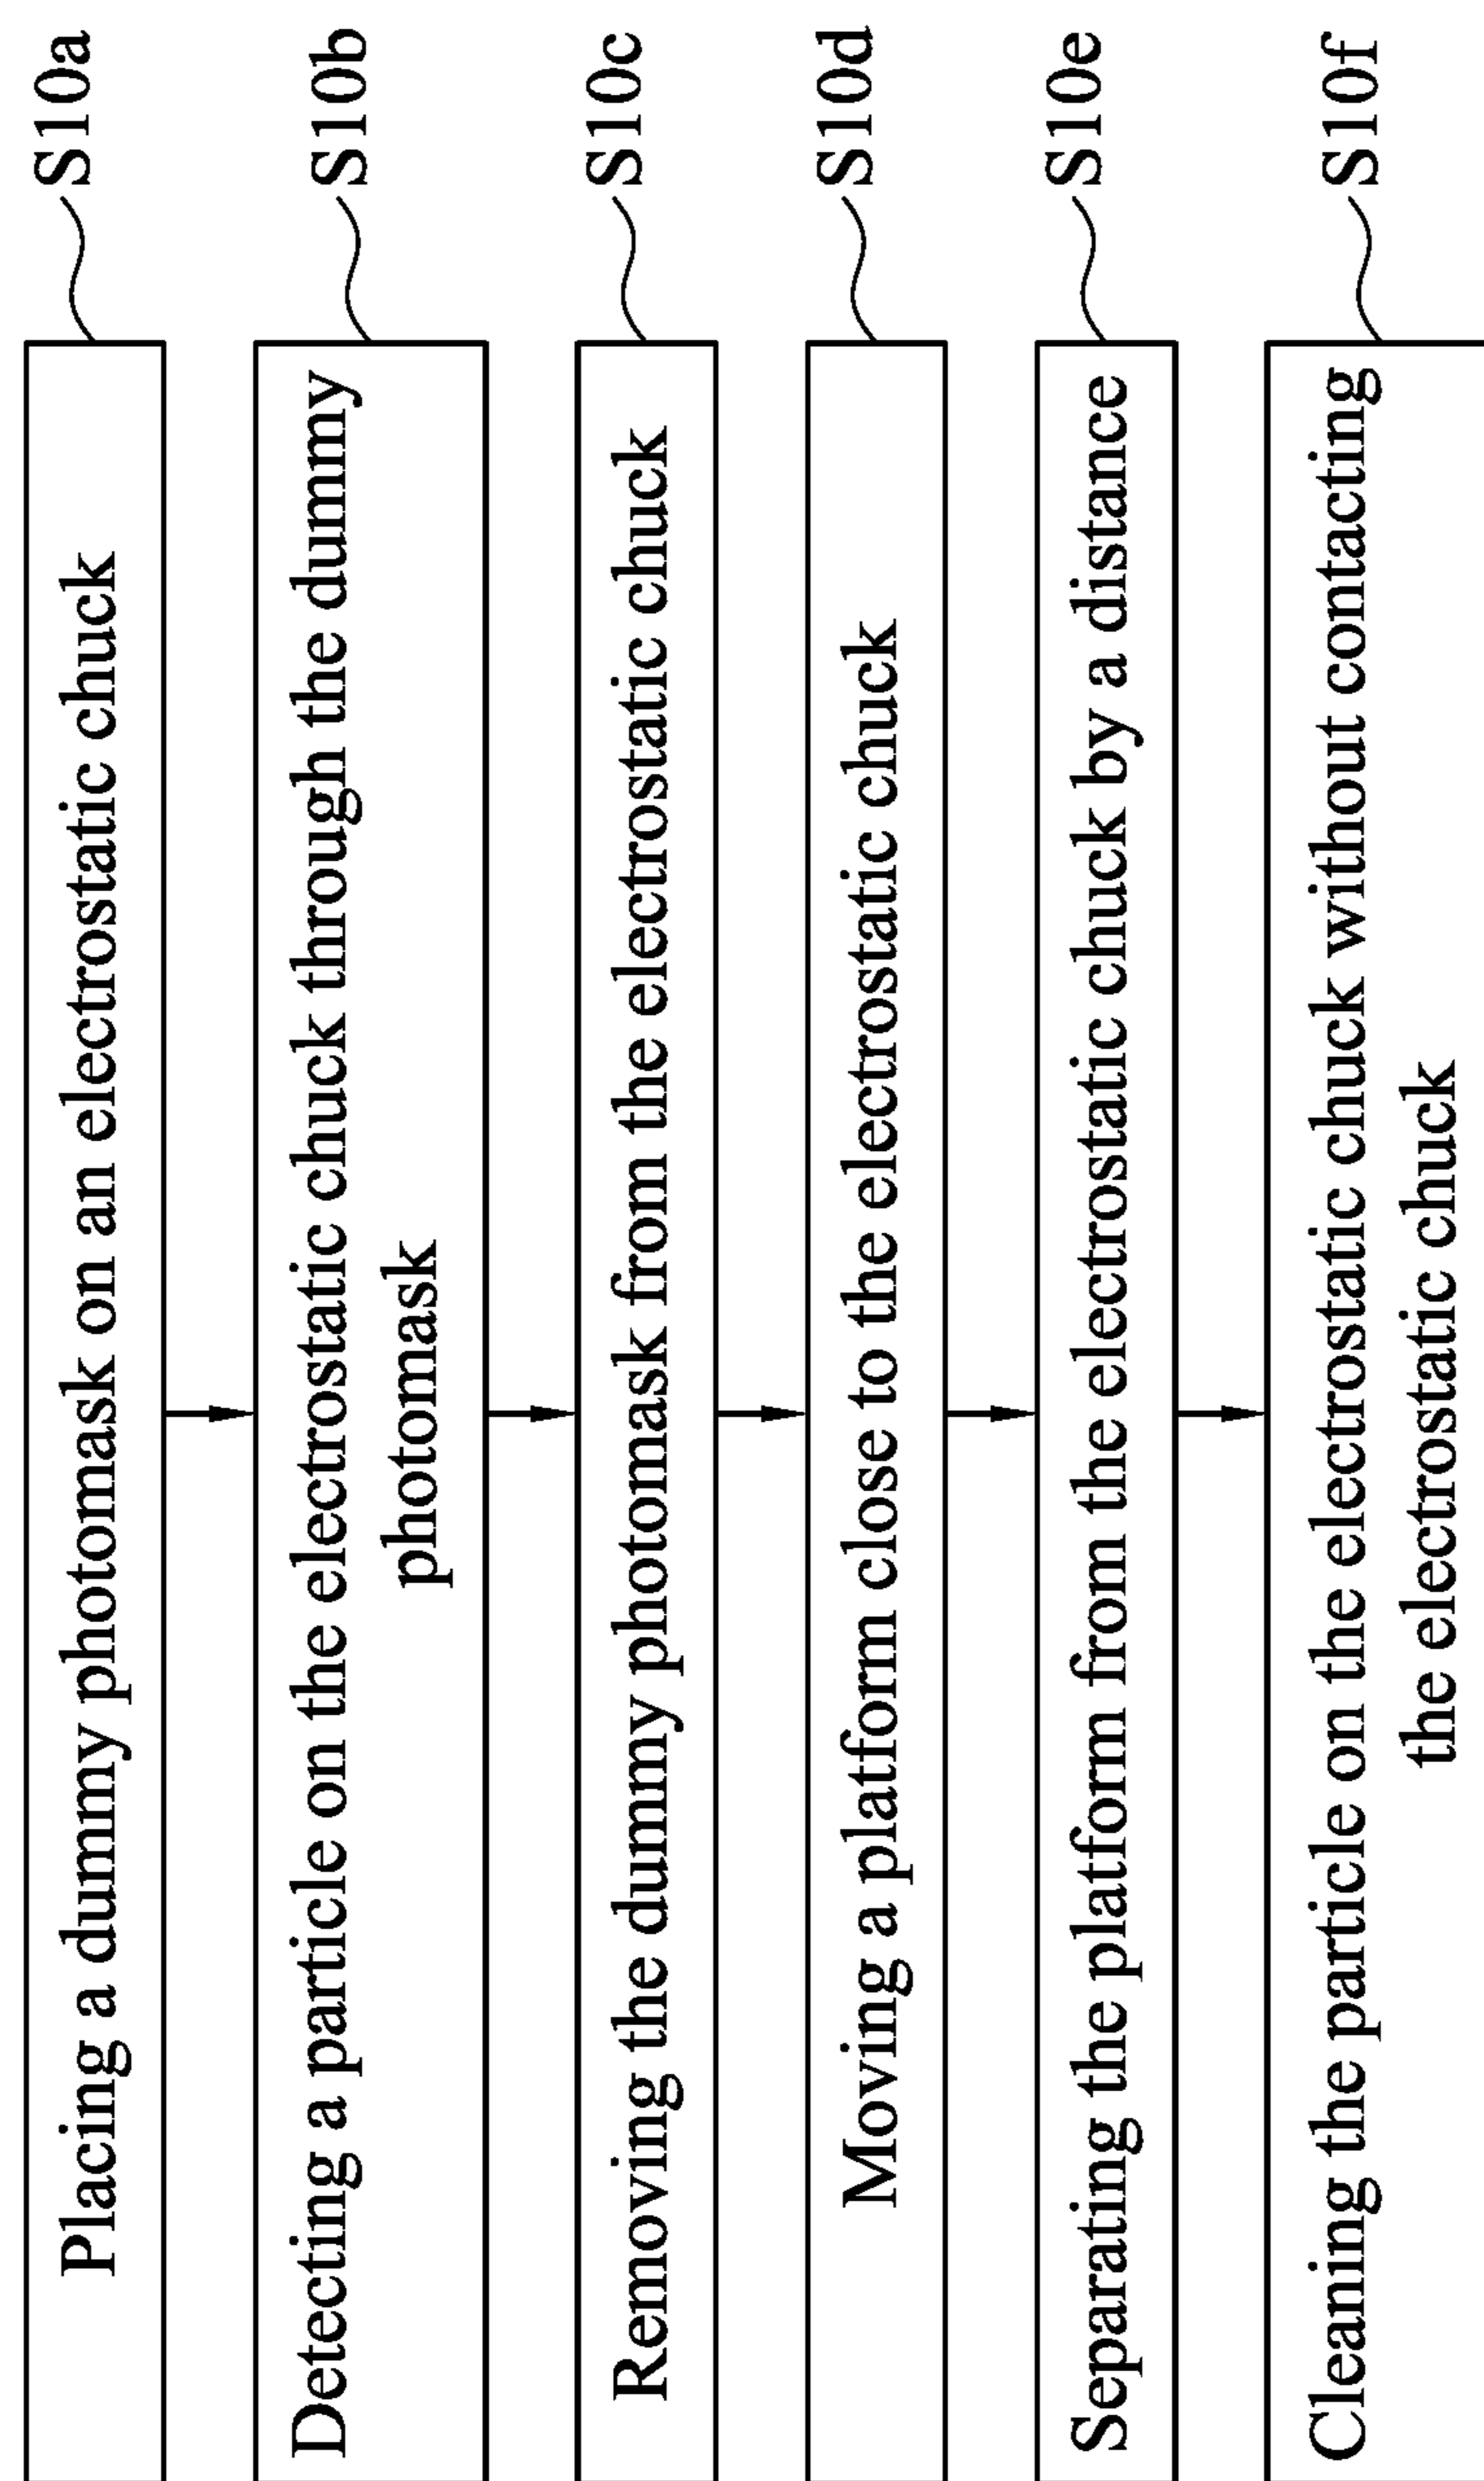 Placing a dummy photomask on an electrostatic chuck
S10a
Detecting a particle on the electrostatic chuck through the dummy
photomask
S10b
Removing the dummy photomask from the electrostatic chuck
S10c
Moving a platform close to the electrostatic chuck
S10d
Separating the platform from the electrostatic chuck by a distance
S10e
Cleaning the particle on the electrostatic chuck without contacting
the electrostatic chuck
S10f